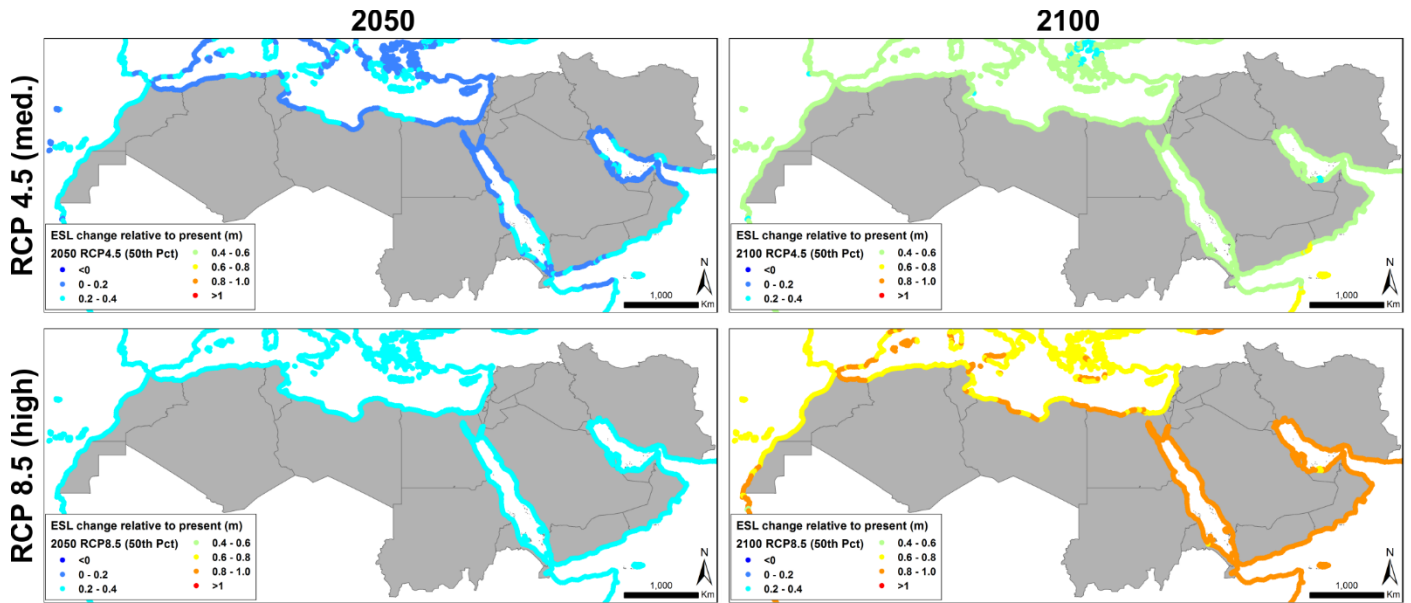 2050
2100
RCP 4.5 (med.)
ESL change relative to present (m)
2050 RCP4.5 (50th Pct)
<0
0 - 0.2
0.2 - 0.4
0.4 - 0.6
0.6 - 0.8
0.8 - 1.0
>1
N
1,000
Km
ESL change relative to present (m)
2100 RCP4.5 (50th Pct)
<0
0 - 0.2
0.2 - 0.4
0.4 - 0.6
0.6 - 0.8
0.8 - 1.0
>1
N
1,000
Km
RCP 8.5 (high)
ESL change relative to present (m)
2050 RCP8.5 (50th Pct)
<0
0 - 0.2
0.2 - 0.4
0.4 - 0.6
0.6 - 0.8
0.8 - 1.0
>1
N
1,000
Km
ESL change relative to present (m)
2100 RCP8.5 (50th Pct)
<0
0 - 0.2
0.2 - 0.4
0.4 - 0.6
0.6 - 0.8
0.8 - 1.0
>1
N
1,000
Km